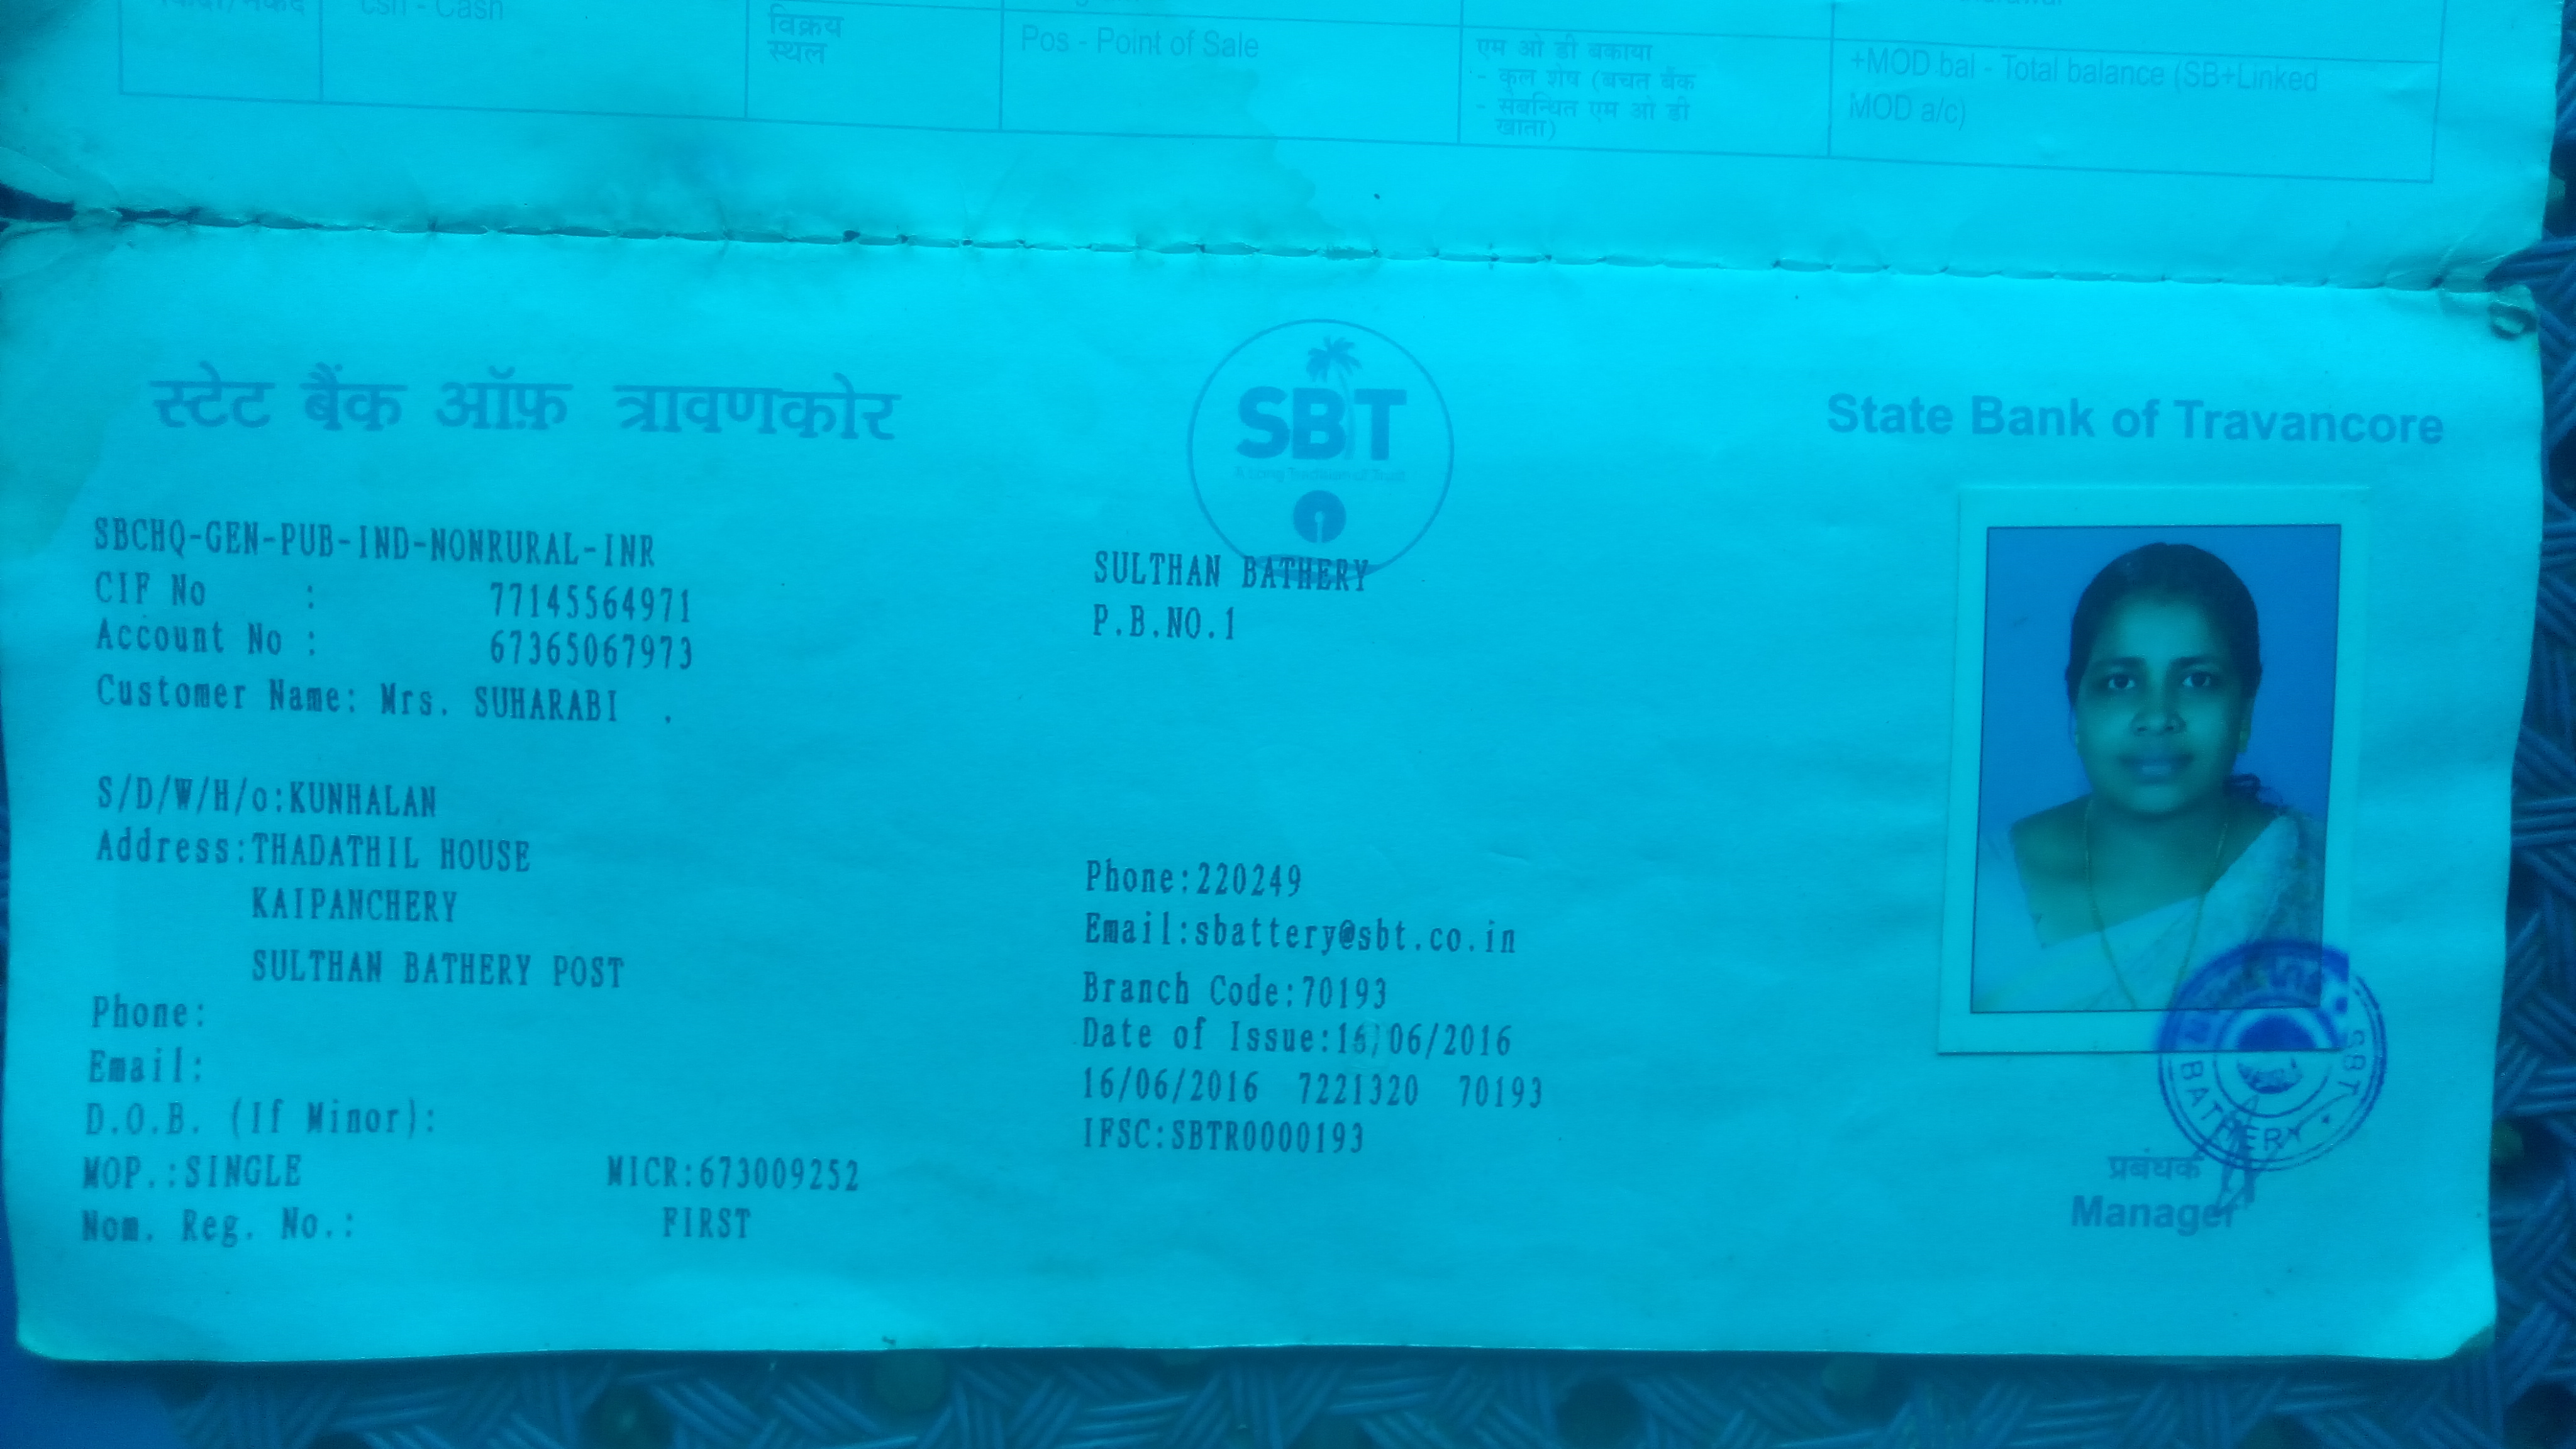 csh - Cash
विक्रय
स्थल
Pos - Point of Sale
एम ओ डी बकाया
- कुल शेष (बचत बैंक
- संबन्धित एम ओ डी
खाता)
+MOD bal - Total balance (SB+Linked
MOD a/c)
स्टेट बैंक ऑफ़ त्रावणकोर
SBT
A Long Tradition of Trust
State Bank of Travancore
SBCHQ-GEN-PUB-IND-NONRURAL-INR
CIF No : 77145564971
Account No : 67365067973
Customer Name: Mrs. SUHARABI .
S/D/W/H/o:KUNHALAN
Address:THADATHIL HOUSE
KAIPANCHERY
SULTHAN BATHERY POST
Phone:
Email:
D.O.B. (If Minor):
MOP.:SINGLE MICR:673009252
Nom. Reg. No.: FIRST
SULTHAN BATHERY
P.B.NO.1
Phone:220249
Email:sbattery@sbt.co.in
Branch Code:70193
Date of Issue:16/06/2016
16/06/2016 7221320 70193
IFSC:SBTR0000193
SBT
BATHERY
प्रबंधक
Manager